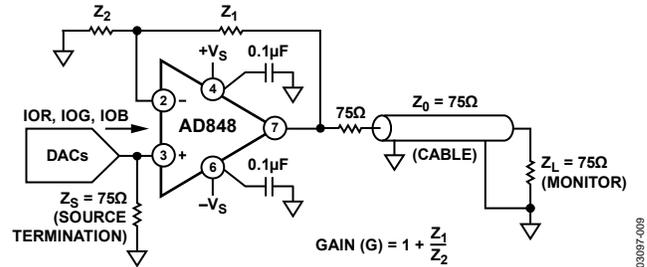 Z2
Z1
+VS
0.1µF
4
2
–
IOR, IOG, IOB
AD848
7
75Ω
Z0 = 75Ω
DACs
3
+
(CABLE)
ZL = 75Ω
(MONITOR)
6
0.1µF
ZS = 75Ω
(SOURCE
TERMINATION)
–VS
GAIN (G) = 1 + Z1/Z2
03097-009